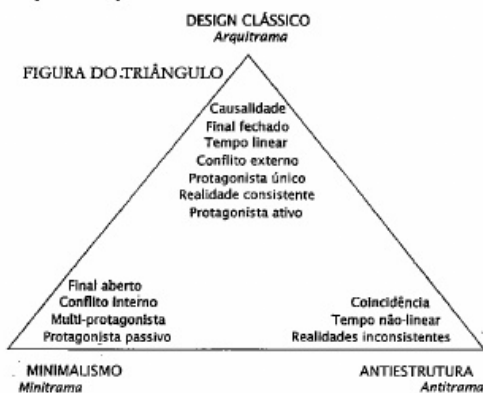 DESIGN CLÁSSICO
Arquitrama
FIGURA DO TRIÂNGULO
Causalidade
Final fechado
Tempo linear
Conflito externo
Protagonista único
Realidade consistente
Protagonista ativo
Final aberto
Conflito interno
Multi-protagonista
Protagonista passivo
Coincidência
Tempo não-linear
Realidades inconsistentes
MINIMALISMO
Minitrama
ANTIESTRUTURA
Antitrama